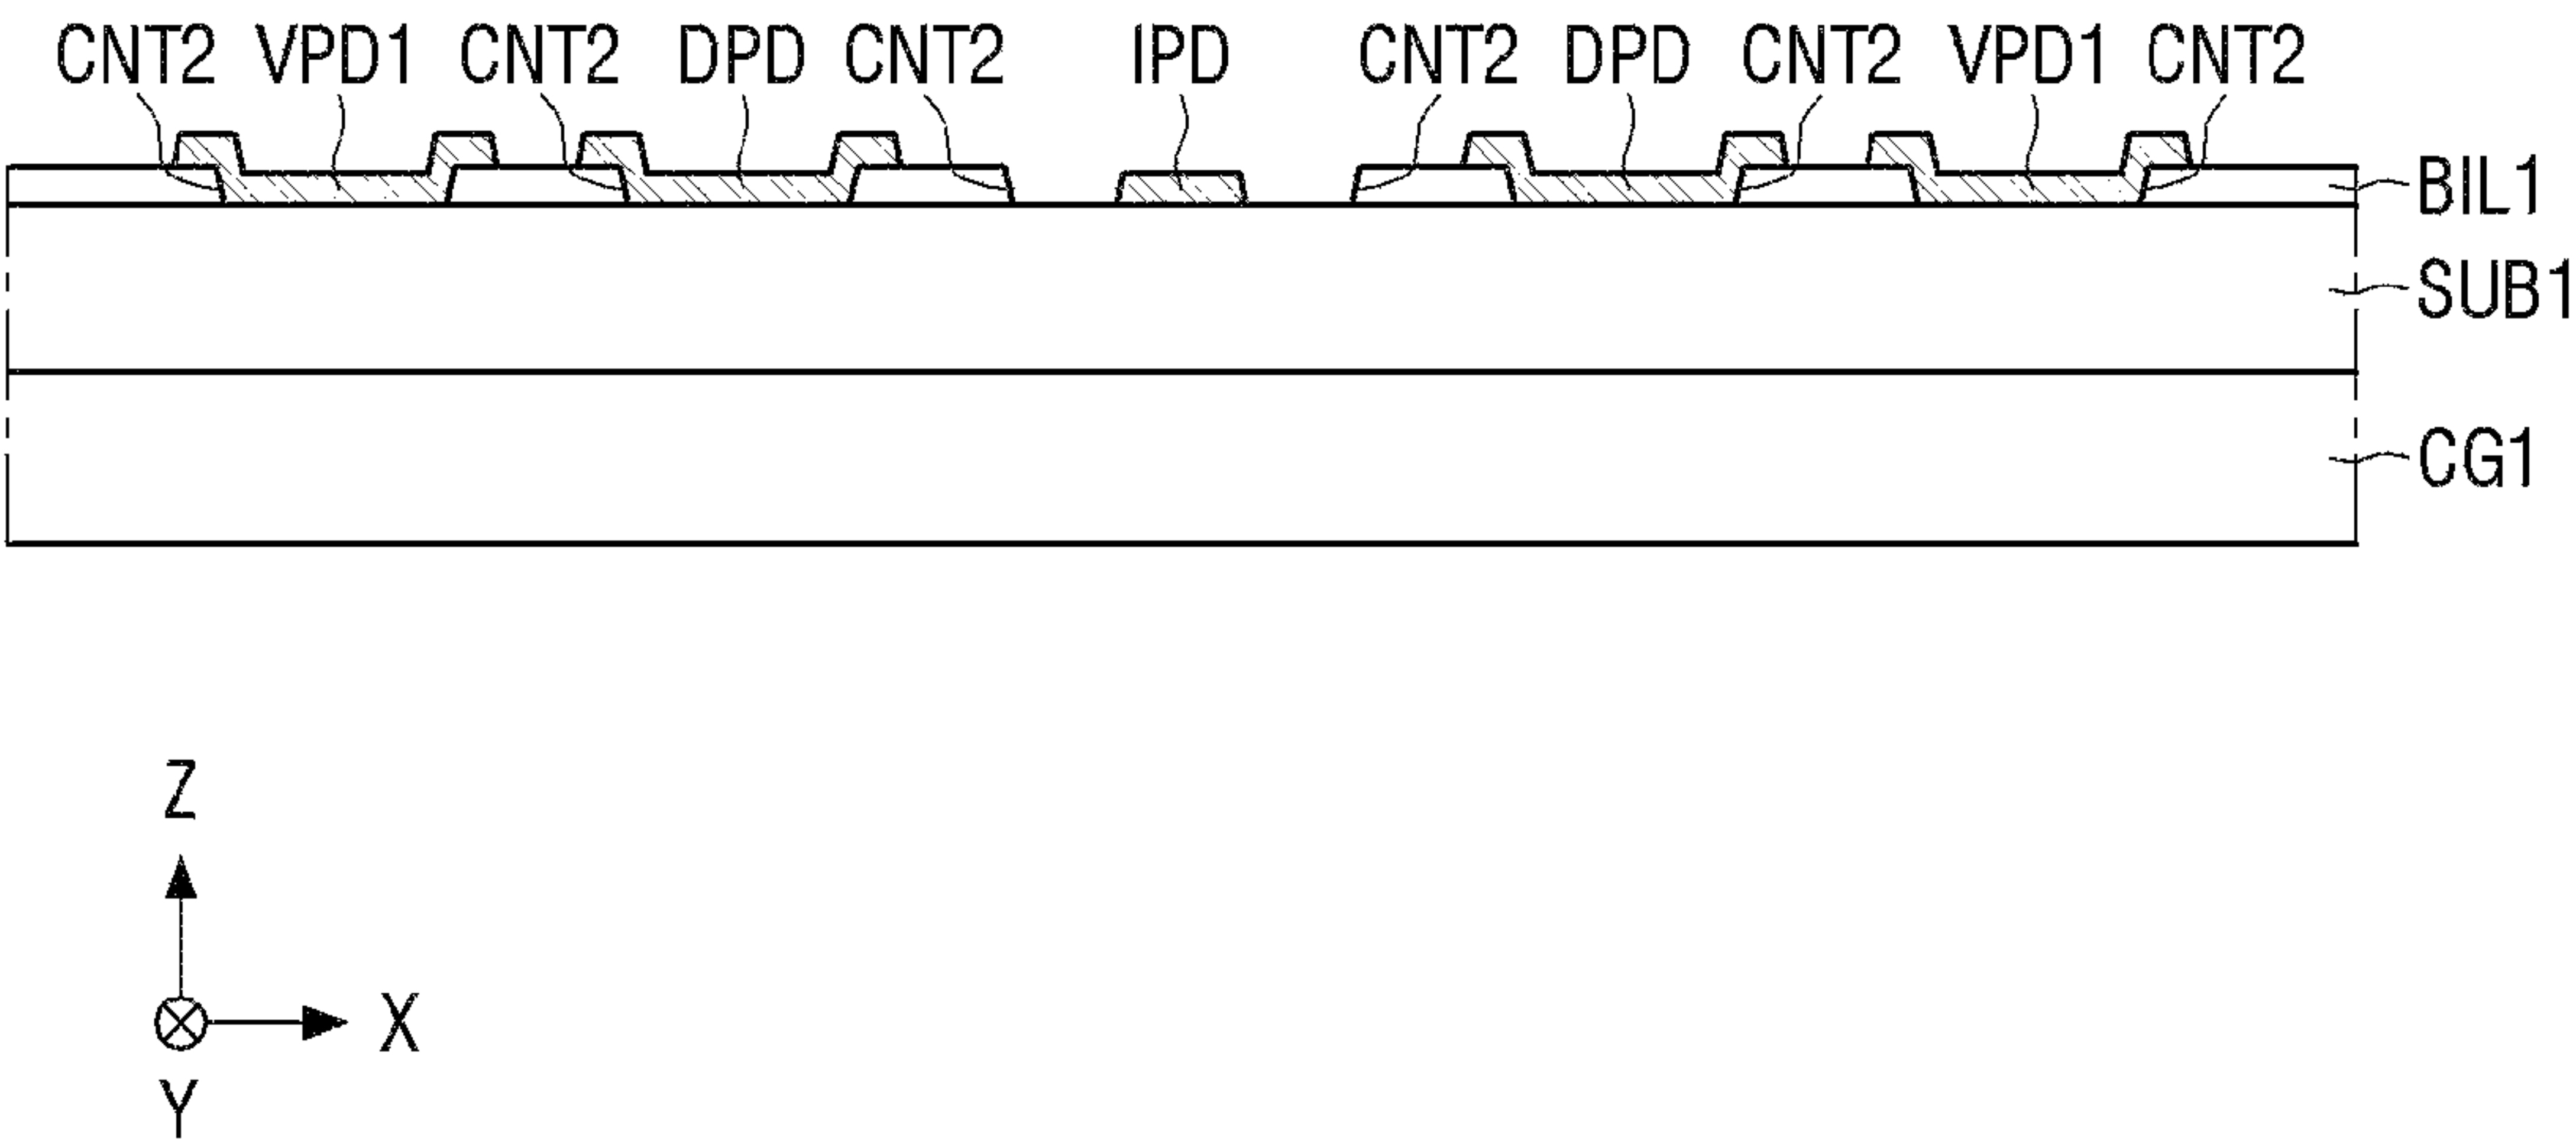 CNT2 VPD1 CNT2 DPD CNT2 IPD CNT2 DPD CNT2 VPD1 CNT2
BIL1
SUB1
CG1
Z
X
Y